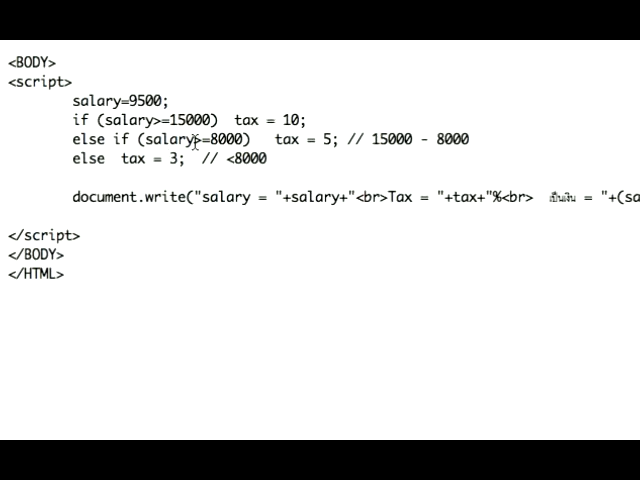 <BODY>
<script>
salary=9500;
if (salary>=15000) tax = 10;
else if (salary>=8000) tax = 5; // 15000 - 8000
else tax = 3; // <8000
document.write("salary = "+salary+"<br>Tax = "+tax+"%<br> เป็นเงิน = "+(sa
</script>
</BODY>
</HTML>